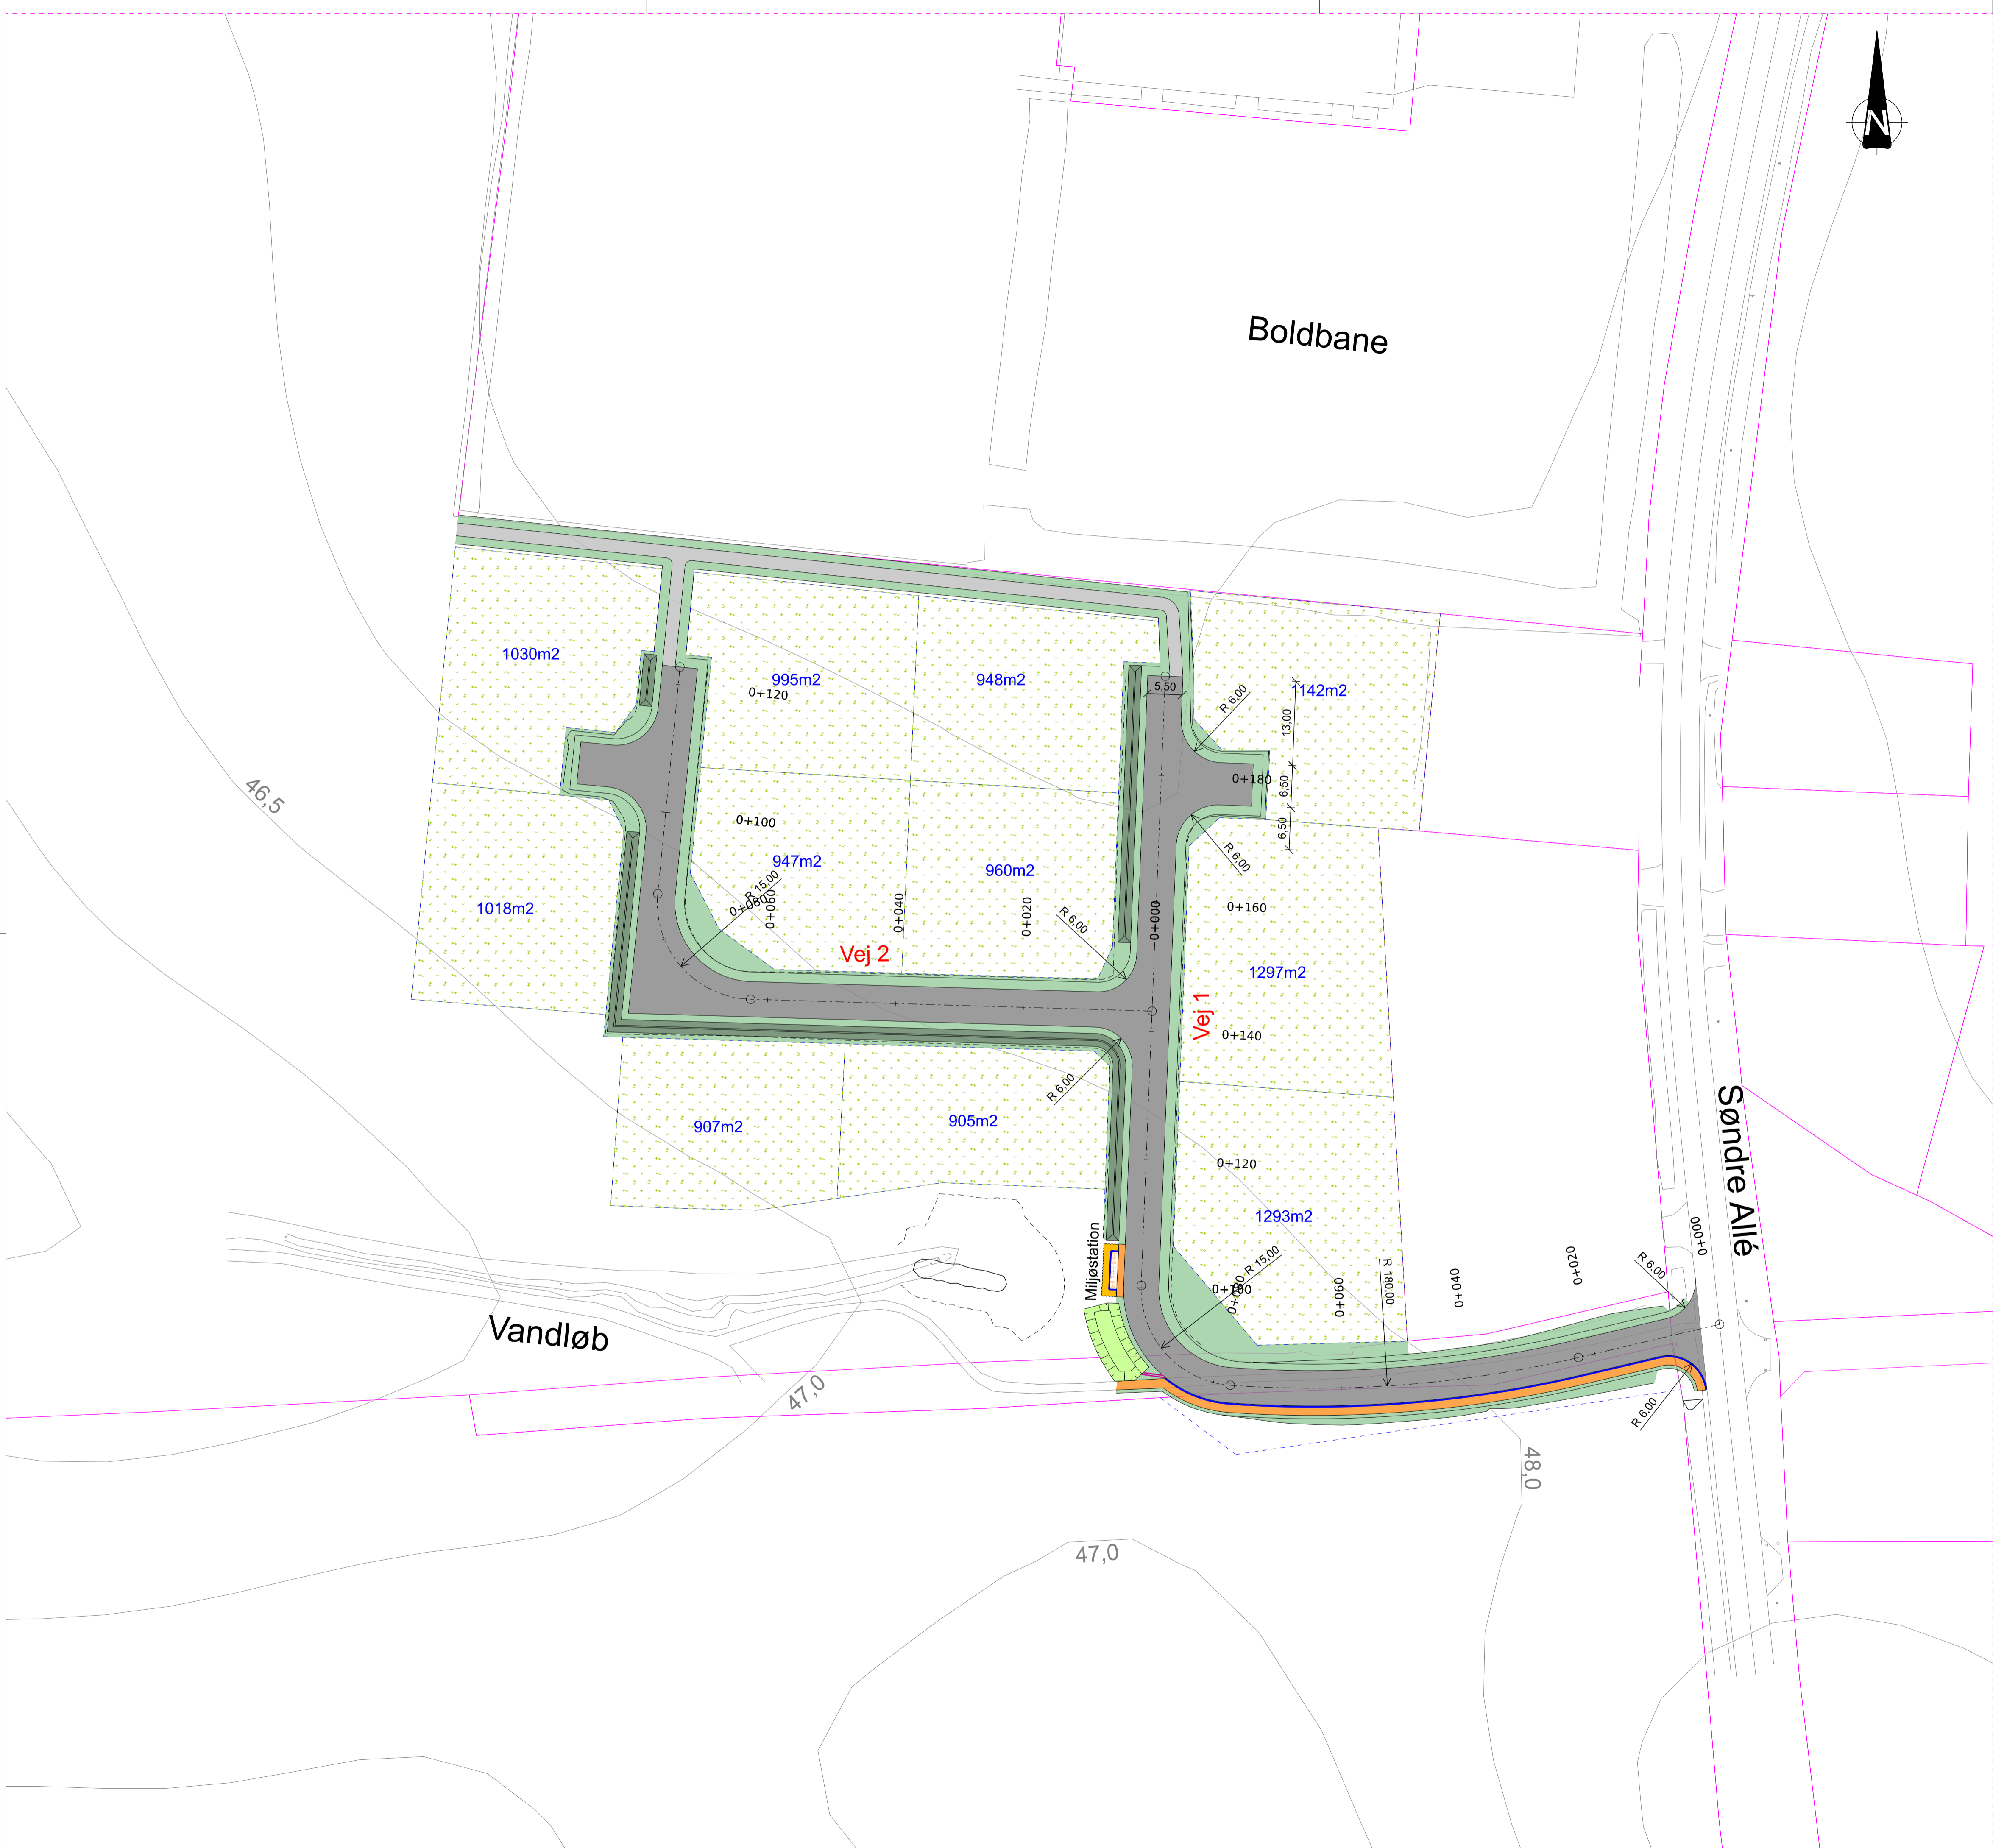 N
Boldbane
1030m2
995m2
0+120
948m2
5,50
R 6,00
1142m2
13,00
0+180
6,50
6,50
46,5
0+100
947m2
960m2
R 6,00
R 15,00
0+080
0+060
0+040
0+020
R 6,00
0+000
0+160
1018m2
Vej 2
1297m2
Vej 1
0+140
R 6,00
907m2
905m2
0+120
Søndre Allé
1293m2
Miljøstation
R 15,00
0+100
0+080
0+060
R 180,00
0+040
0+020
R 6,00
0+000
Vandløb
47,0
R 6,00
48,0
47,0